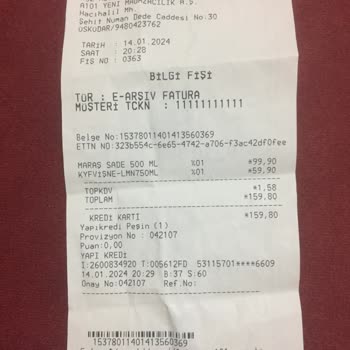 A101 YENİ MAĞAZACILIK A.Ş.
Hacıhalil Mh.
Şehit Numan Dede Caddesi No:30
ÜSKÜDAR/9480423762
TARİH : 14.01.2024
SAAT : 20:28
FİŞ NO : 0363
BİLGİ FİŞİ
TÜR : E-ARŞİV FATURA
MÜŞTERİ TCKN : 11111111111
Belge No:15378011401413560369
ETTN NO:323b554c-6e65-4742-a706-f3ac42df0fee
MARAŞ SADE 500 ML %01 *99,90
KYFVİŞNE-LMN750ML %01 *59,90
TOPKDV *1,58
TOPLAM *159,80
KREDİ KARTI *159,80
Yapıkredi Peşin (1)
Provizyon No : 042107
Puan:0,00
YAPI KREDİ
İ:2600834920 T:005612FD 53115701****6609
14.01.2024 20:29 B:37 S:60
Onay No:042107 Ref.No:
15378011401413560369